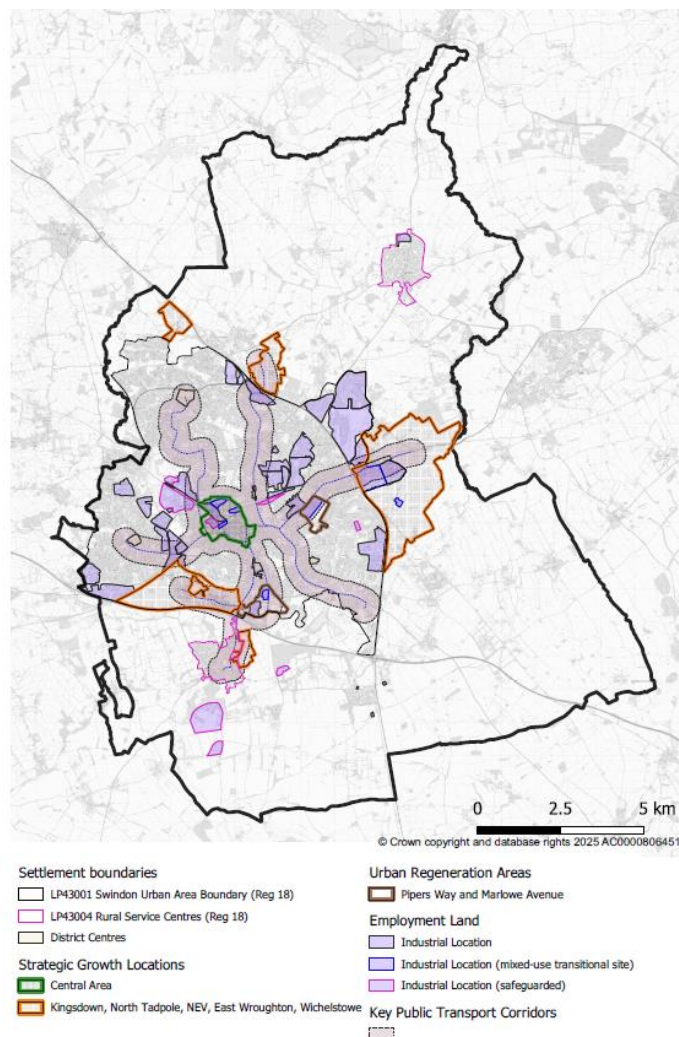 0 2.5 5 km
© Crown copyright and database rights 2025 AC0000806451
Settlement boundaries
LP43001 Swindon Urban Area Boundary (Reg 18)
LP43004 Rural Service Centres (Reg 18)
District Centres
Strategic Growth Locations
Central Area
Kingsdown, North Tadpole, NEV, East Wroughton, Wichelstowe
Urban Regeneration Areas
Pipers Way and Marlowe Avenue
Employment Land
Industrial Location
Industrial Location (mixed-use transitional site)
Industrial Location (safeguarded)
Key Public Transport Corridors